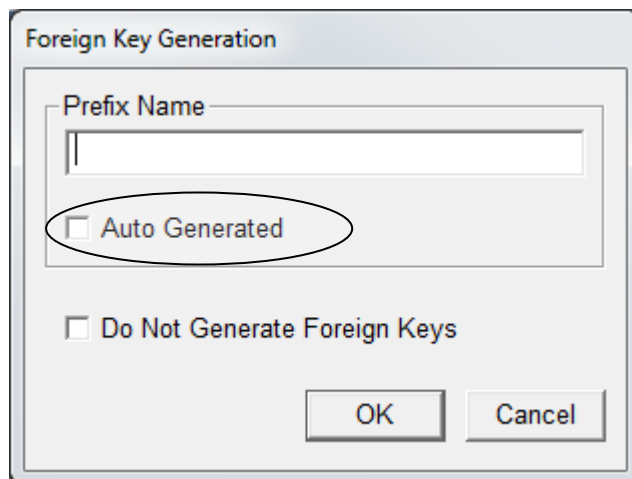 Foreign Key Generation
Prefix Name
Auto Generated
Do Not Generate Foreign Keys
OK Cancel